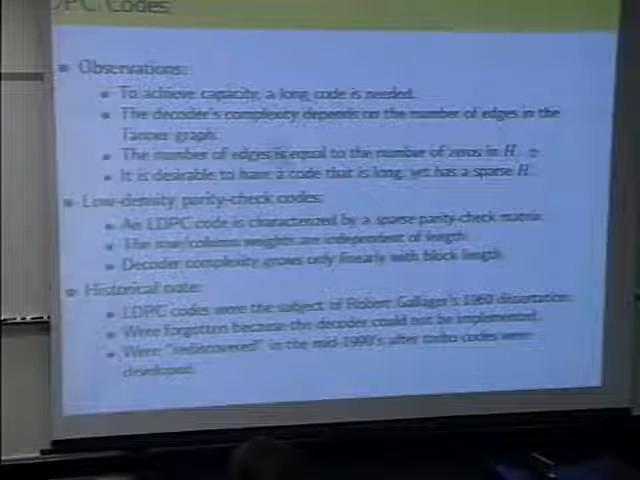 LDPC Codes
Observations:
To achieve capacity, a long code is needed.
The decoder's complexity depends on the number of edges in the
Tanner graph.
The number of edges is equal to the number of zeros in H.
It is desirable to have a code that is long, yet has a sparse H.
Low-density parity-check codes:
An LDPC code is characterized by a sparse parity-check matrix.
The row/column weights are independent of length.
Decoder complexity grows only linearly with block length.
Historical note:
LDPC codes were the subject of Robert Gallager's 1960 dissertation.
Were forgotten because the decoder could not be implemented.
Were "rediscovered" in the mid-1990's after turbo codes were
developed.